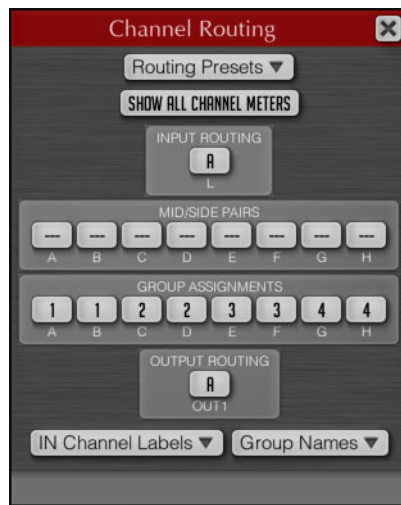 Channel Routing
Routing Presets ▼
SHOW ALL CHANNEL METERS
INPUT ROUTING
A
L
MID/SIDE PAIRS
--- --- --- --- --- --- --- ---
A B C D E F G H
GROUP ASSIGNMENTS
1 1 2 2 3 3 4 4
A B C D E F G H
OUTPUT ROUTING
A
OUT1
IN Channel Labels ▼ Group Names ▼